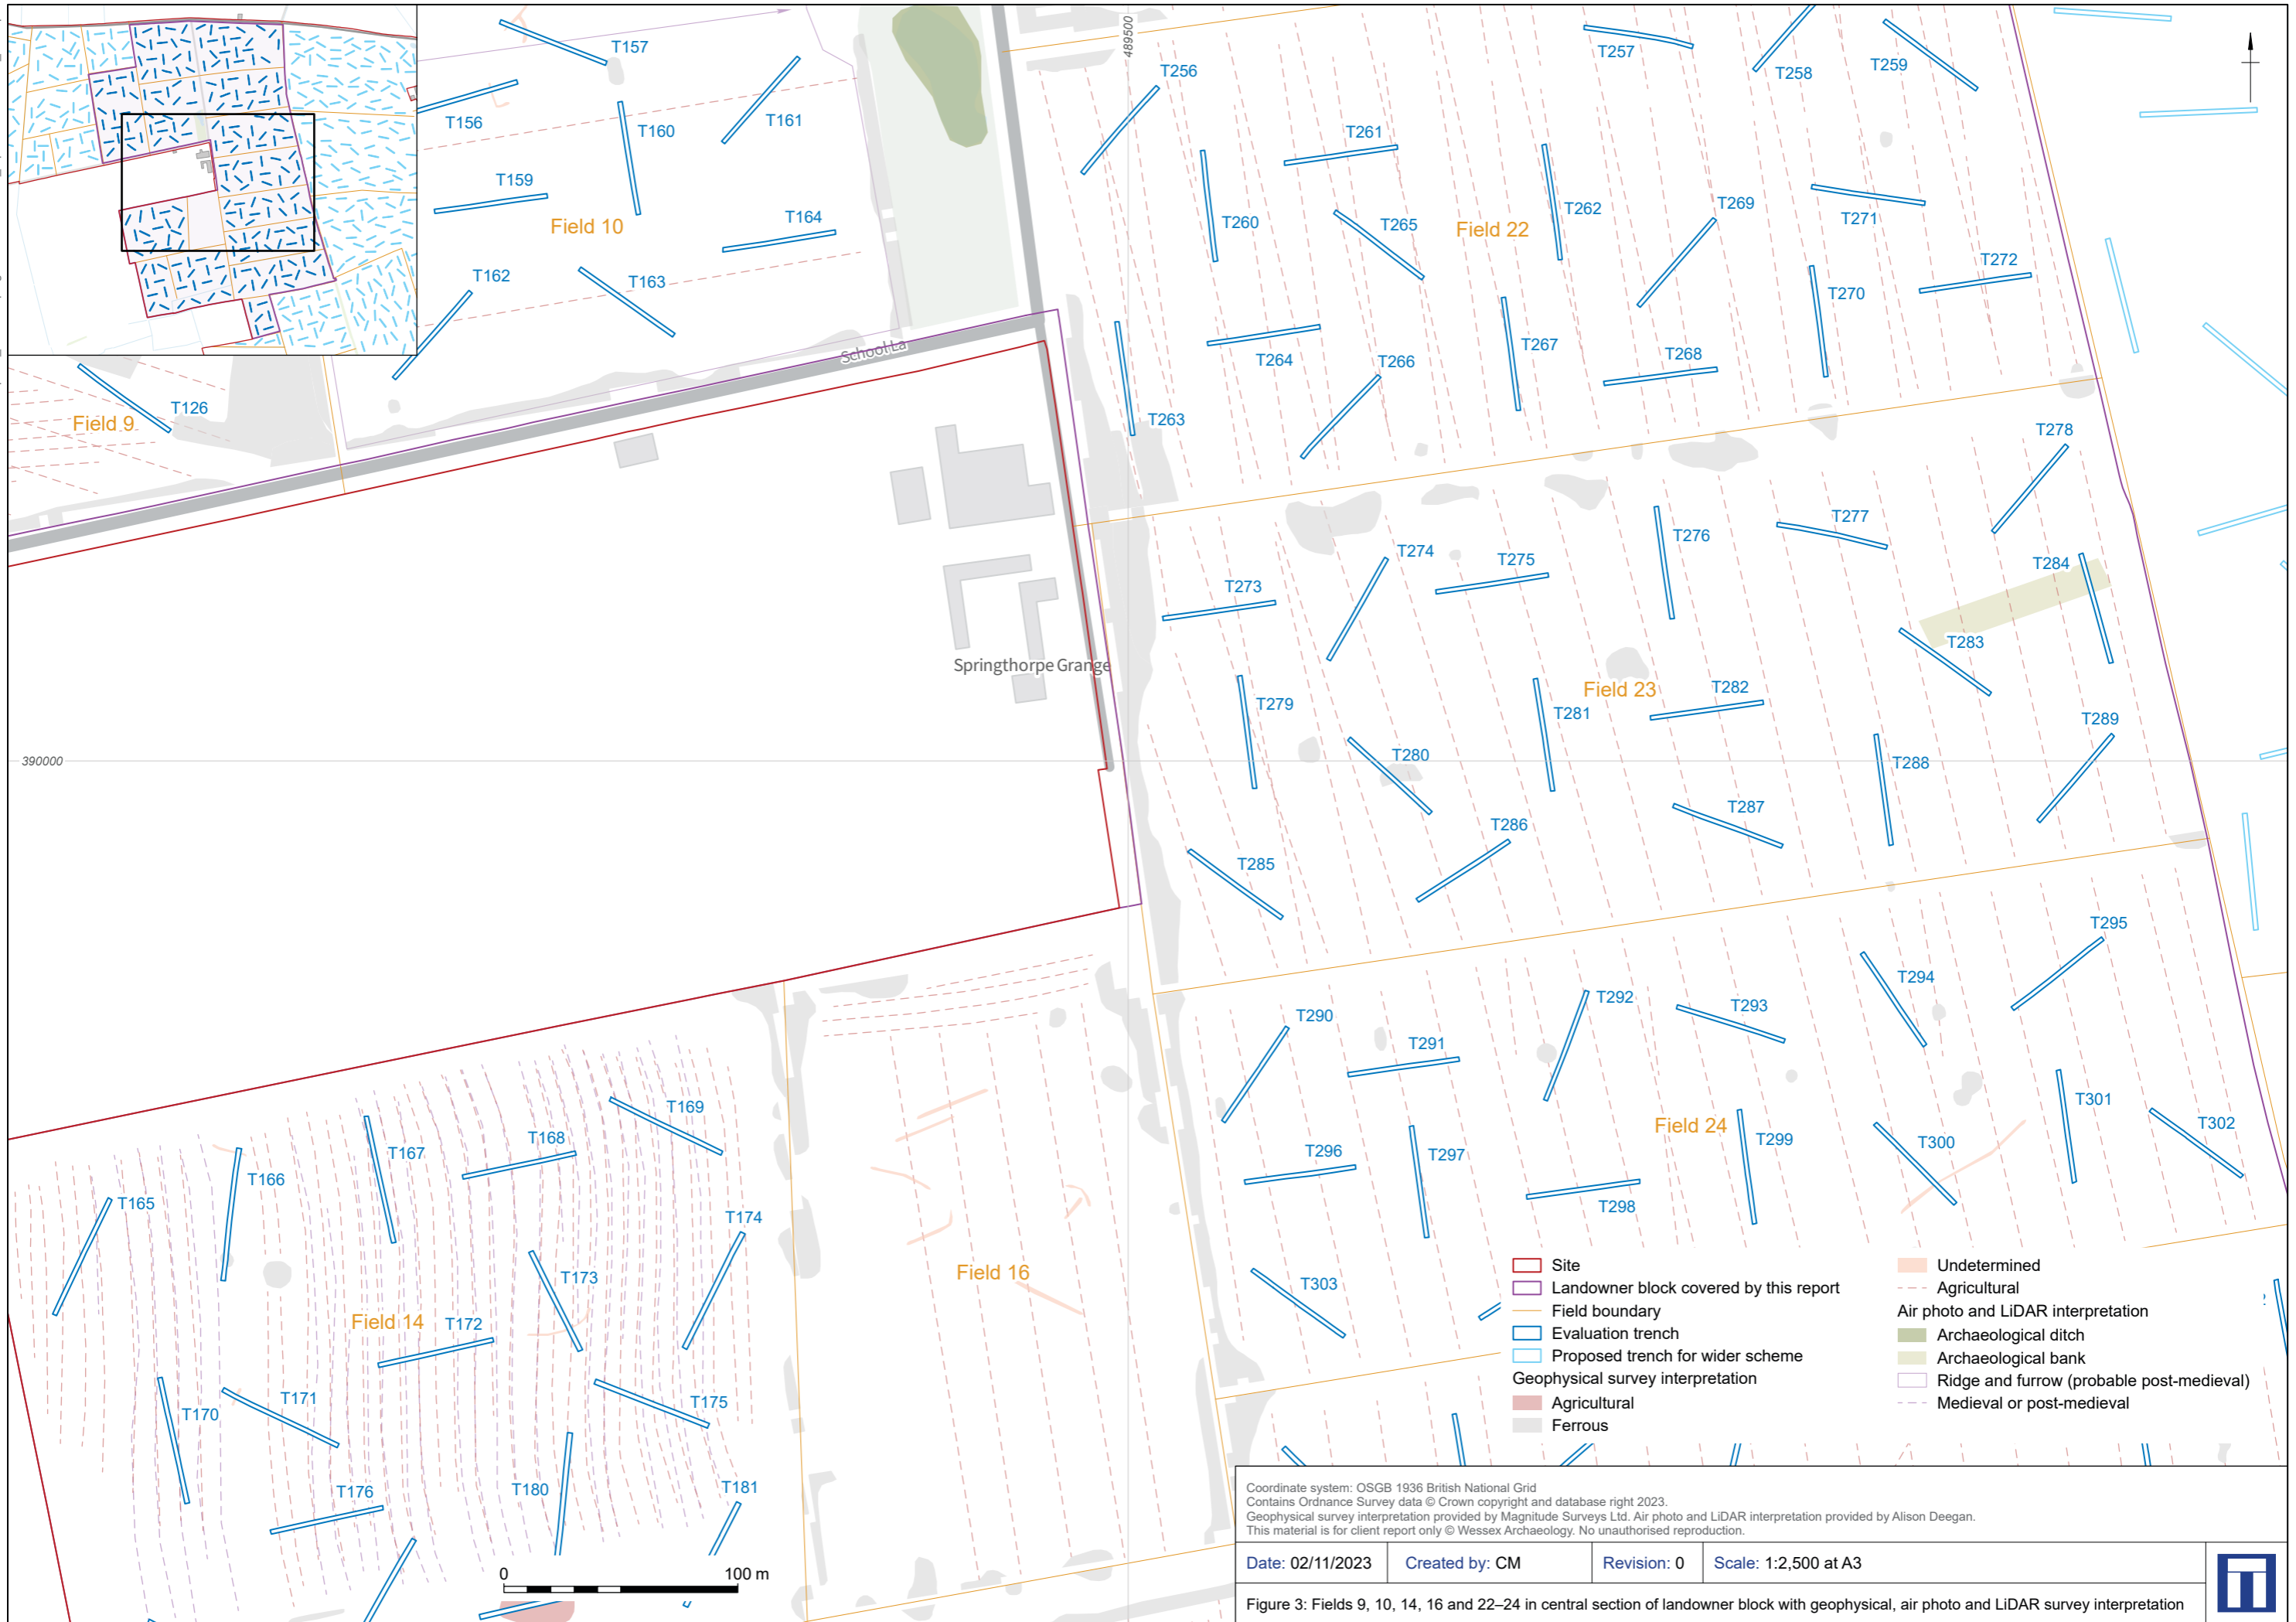 489500
T157
T156
T160
T161
T159
T164
Field 10
T162
T163
School La
T126
Field 9
T256
T257
T258
T259
T261
T260
T265
Field 22
T262
T269
T271
T272
T270
T264
T266
T267
T268
T263
T278
T277
T276
T274
T275
T284
T273
T283
Springthorpe Grange
Field 23
T282
T279
T281
T289
T280
T288
390000
T287
T286
T285
T295
T294
T292
T293
T290
T291
T301
T302
Field 24
T299
T300
T296
T297
T298
T303
T169
T168
T167
T166
T165
T174
T173
Field 16
Field 14
T172
T171
T170
T175
T176
T180
T181
0 100 m
Site
Landowner block covered by this report
Field boundary
Evaluation trench
Proposed trench for wider scheme
Geophysical survey interpretation
Agricultural
Ferrous
Undetermined
Agricultural
Air photo and LiDAR interpretation
Archaeological ditch
Archaeological bank
Ridge and furrow (probable post-medieval)
Medieval or post-medieval
Coordinate system: OSGB 1936 British National Grid
Contains Ordnance Survey data © Crown copyright and database right 2023.
Geophysical survey interpretation provided by Magnitude Surveys Ltd. Air photo and LiDAR interpretation provided by Alison Deegan.
This material is for client report only © Wessex Archaeology. No unauthorised reproduction.
Date: 02/11/2023 Created by: CM Revision: 0 Scale: 1:2,500 at A3
Figure 3: Fields 9, 10, 14, 16 and 22–24 in central section of landowner block with geophysical, air photo and LiDAR survey interpretation